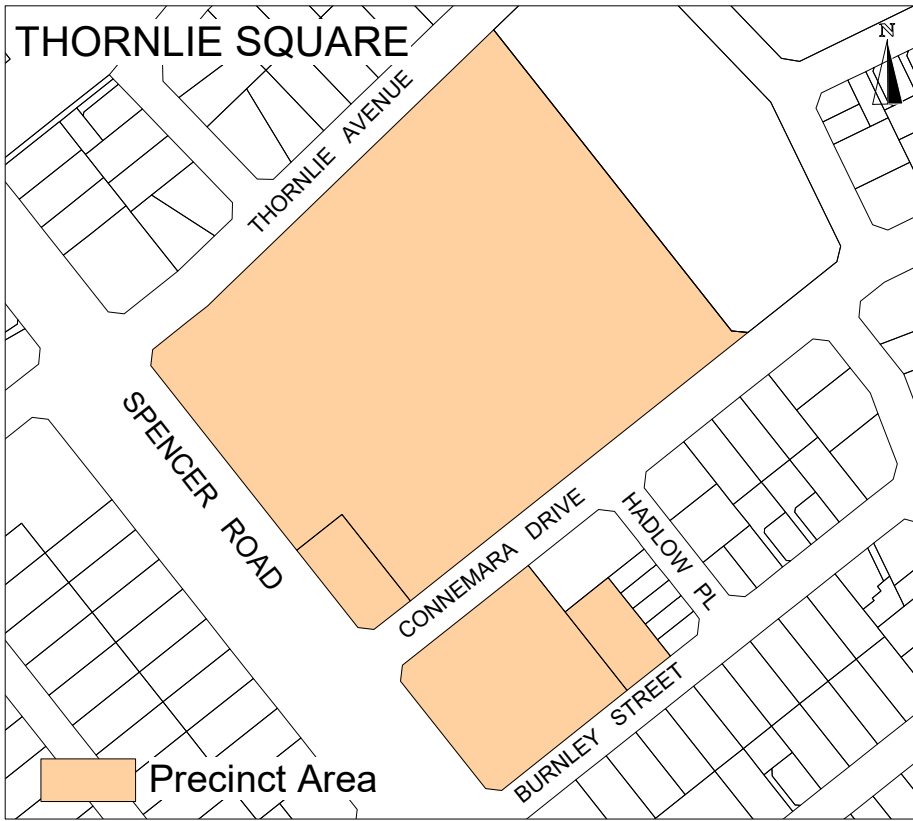 THORNLIE SQUARE
N
THORNLIE AVENUE
SPENCER ROAD
CONNEMARA DRIVE
HADLOW PL
BURNLEY STREET
Precinct Area